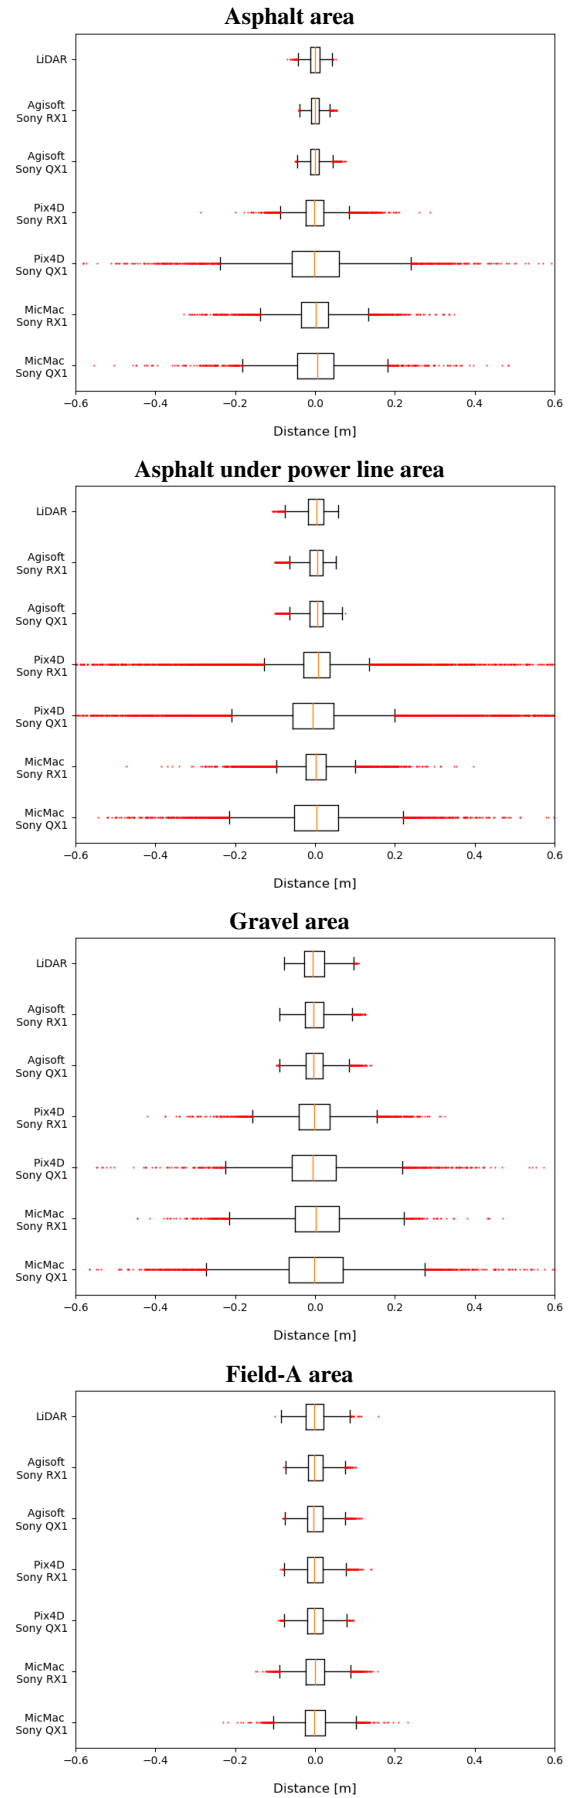 Asphalt area
LiDAR
Agisoft
Sony RX1
Agisoft
Sony QX1
Pix4D
Sony RX1
Pix4D
Sony QX1
MicMac
Sony RX1
MicMac
Sony QX1
−0.6 −0.4 −0.2 0.0 0.2 0.4 0.6
Distance [m]
Asphalt under power line area
LiDAR
Agisoft
Sony RX1
Agisoft
Sony QX1
Pix4D
Sony RX1
Pix4D
Sony QX1
MicMac
Sony RX1
MicMac
Sony QX1
−0.6 −0.4 −0.2 0.0 0.2 0.4 0.6
Distance [m]
Gravel area
LiDAR
Agisoft
Sony RX1
Agisoft
Sony QX1
Pix4D
Sony RX1
Pix4D
Sony QX1
MicMac
Sony RX1
MicMac
Sony QX1
−0.6 −0.4 −0.2 0.0 0.2 0.4 0.6
Distance [m]
Field-A area
LiDAR
Agisoft
Sony RX1
Agisoft
Sony QX1
Pix4D
Sony RX1
Pix4D
Sony QX1
MicMac
Sony RX1
MicMac
Sony QX1
−0.6 −0.4 −0.2 0.0 0.2 0.4 0.6
Distance [m]